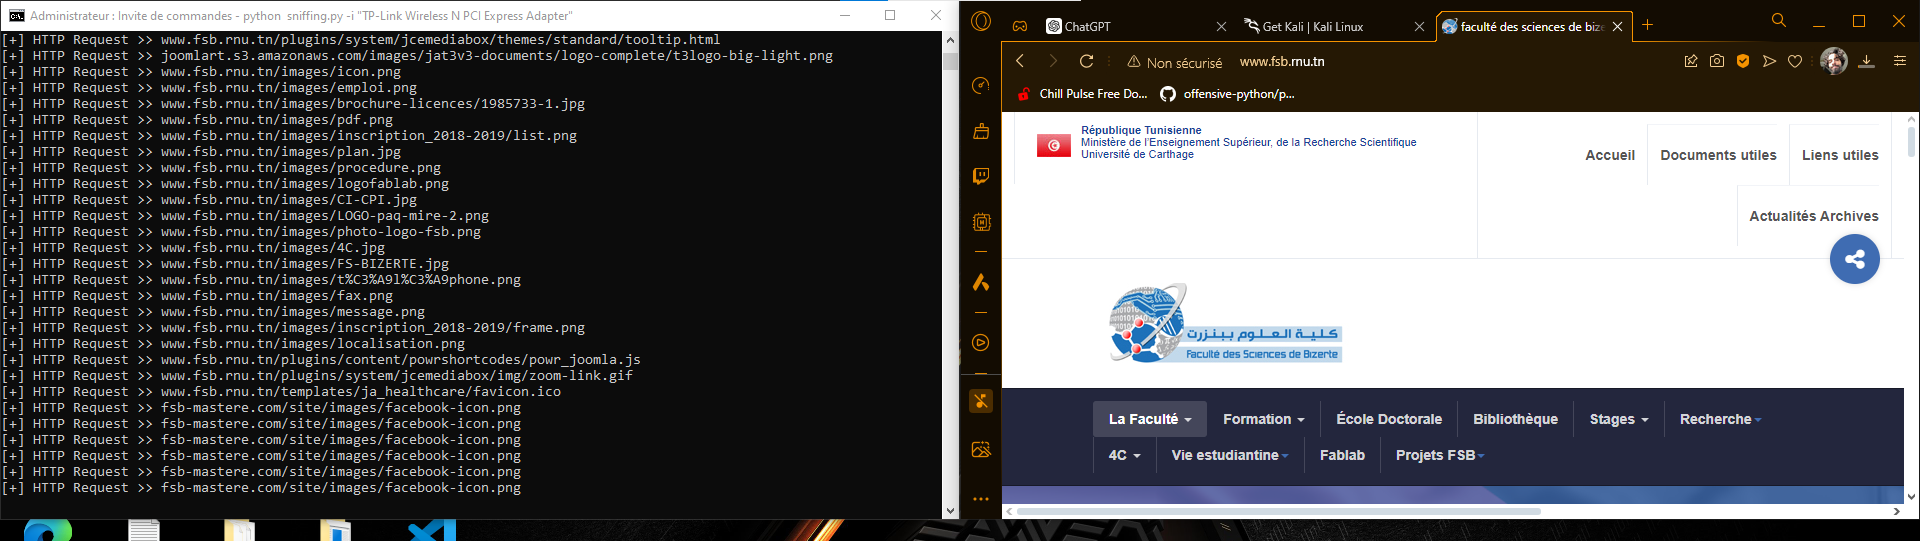 Administrateur : Invite de commandes - python  sniffing.py -i "TP-Link Wireless N PCI Express Adapter"
[+] HTTP Request >> www.fsb.rnu.tn/plugins/system/jcemediabox/themes/standard/tooltip.html
[+] HTTP Request >> joomlart.s3.amazonaws.com/images/jat3v3-documents/logo-complete/t3logo-big-light.png
[+] HTTP Request >> www.fsb.rnu.tn/images/icon.png
[+] HTTP Request >> www.fsb.rnu.tn/images/emploi.png
[+] HTTP Request >> www.fsb.rnu.tn/images/brochure-licences/1985733-1.jpg
[+] HTTP Request >> www.fsb.rnu.tn/images/pdf.png
[+] HTTP Request >> www.fsb.rnu.tn/images/inscription_2018-2019/list.png
[+] HTTP Request >> www.fsb.rnu.tn/images/plan.jpg
[+] HTTP Request >> www.fsb.rnu.tn/images/procedure.png
[+] HTTP Request >> www.fsb.rnu.tn/images/logofablab.png
[+] HTTP Request >> www.fsb.rnu.tn/images/CI-CPI.jpg
[+] HTTP Request >> www.fsb.rnu.tn/images/LOGO-paq-mire-2.png
[+] HTTP Request >> www.fsb.rnu.tn/images/photo-logo-fsb.png
[+] HTTP Request >> www.fsb.rnu.tn/images/4C.jpg
[+] HTTP Request >> www.fsb.rnu.tn/images/FS-BIZERTE.jpg
[+] HTTP Request >> www.fsb.rnu.tn/images/t%C3%A9l%C3%A9phone.png
[+] HTTP Request >> www.fsb.rnu.tn/images/fax.png
[+] HTTP Request >> www.fsb.rnu.tn/images/message.png
[+] HTTP Request >> www.fsb.rnu.tn/images/inscription_2018-2019/frame.png
[+] HTTP Request >> www.fsb.rnu.tn/images/localisation.png
[+] HTTP Request >> www.fsb.rnu.tn/plugins/content/powrshortcodes/powr_joomla.js
[+] HTTP Request >> www.fsb.rnu.tn/plugins/system/jcemediabox/img/zoom-link.gif
[+] HTTP Request >> www.fsb.rnu.tn/templates/ja_healthcare/favicon.ico
[+] HTTP Request >> fsb-mastere.com/site/images/facebook-icon.png
[+] HTTP Request >> fsb-mastere.com/site/images/facebook-icon.png
[+] HTTP Request >> fsb-mastere.com/site/images/facebook-icon.png
[+] HTTP Request >> fsb-mastere.com/site/images/facebook-icon.png
[+] HTTP Request >> fsb-mastere.com/site/images/facebook-icon.png
[+] HTTP Request >> fsb-mastere.com/site/images/facebook-icon.png
ChatGPT
Get Kali | Kali Linux
faculté des sciences de bize
Non sécurisé www.fsb.rnu.tn
Chill Pulse Free Do...
offensive-python/p...
République Tunisienne
Ministère de l'Enseignement Supérieur, de la Recherche Scientifique
Université de Carthage
Accueil
Documents utiles
Liens utiles
Actualités Archives
كلية العلوم ببنزرت
Faculté des Sciences de Bizerte
La Faculté
Formation
École Doctorale
Bibliothèque
Stages
Recherche
4C
Vie estudiantine
Fablab
Projets FSB